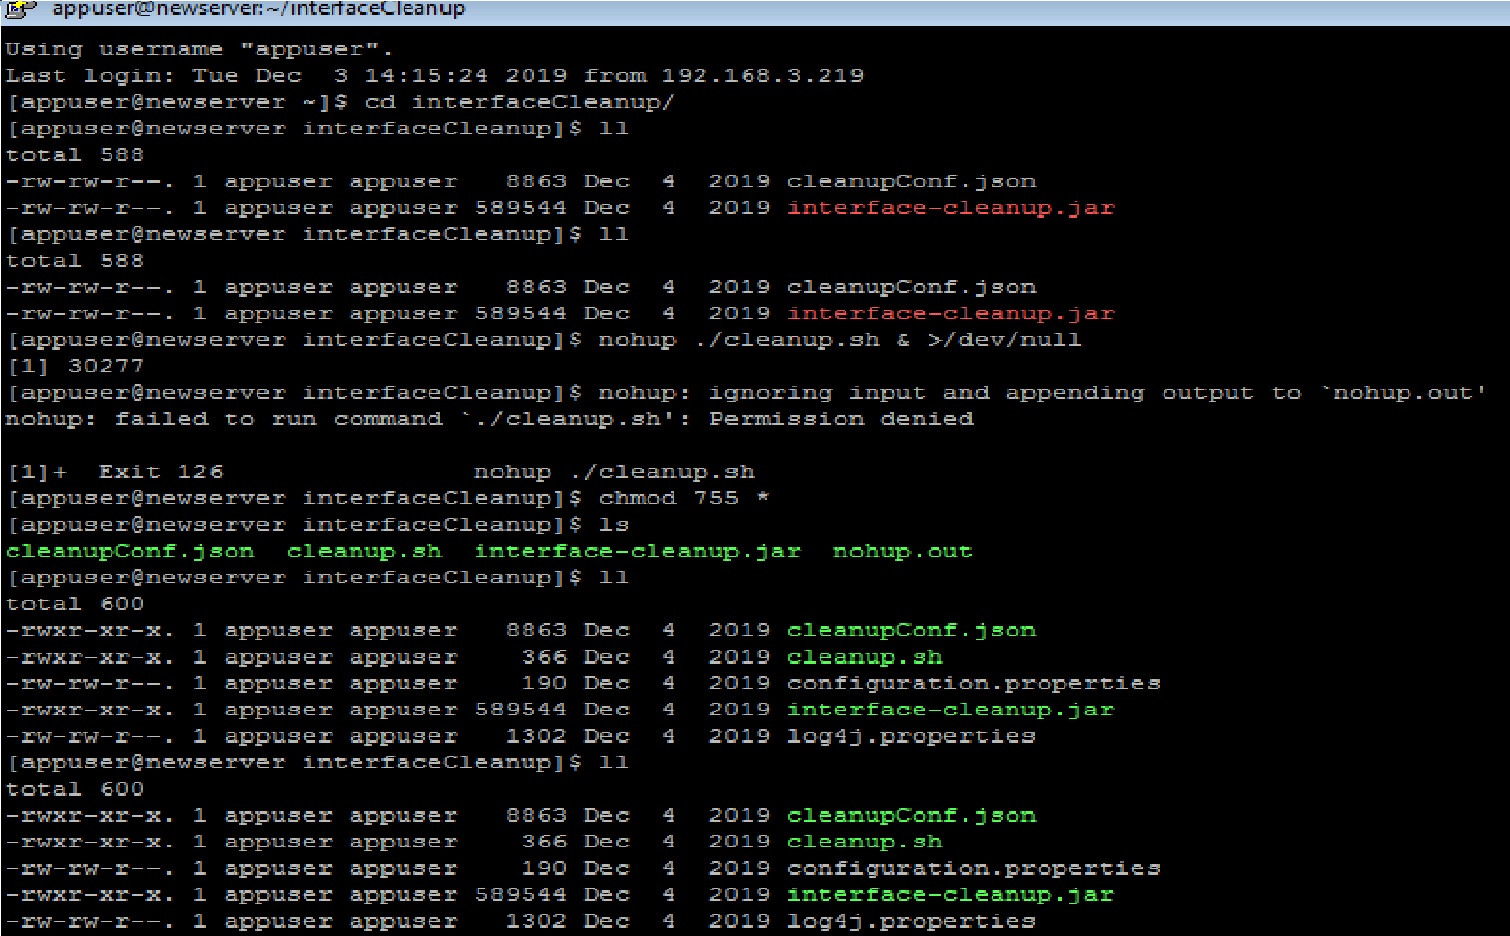 appuser@newserver:~/interfaceCleanup
Using username "appuser".
Last login: Tue Dec  3 14:15:24 2019 from 192.168.3.219
[appuser@newserver ~]$ cd interfaceCleanup/
[appuser@newserver interfaceCleanup]$ ll
total 588
-rw-rw-r--. 1 appuser appuser   8863 Dec  4  2019 cleanupConf.json
-rw-rw-r--. 1 appuser appuser 589544 Dec  4  2019 interface-cleanup.jar
[appuser@newserver interfaceCleanup]$ ll
total 588
-rw-rw-r--. 1 appuser appuser   8863 Dec  4  2019 cleanupConf.json
-rw-rw-r--. 1 appuser appuser 589544 Dec  4  2019 interface-cleanup.jar
[appuser@newserver interfaceCleanup]$ nohup ./cleanup.sh & >/dev/null
[1] 30277
[appuser@newserver interfaceCleanup]$ nohup: ignoring input and appending output to `nohup.out'
nohup: failed to run command `./cleanup.sh': Permission denied
[1]+  Exit 126                nohup ./cleanup.sh
[appuser@newserver interfaceCleanup]$ chmod 755 *
[appuser@newserver interfaceCleanup]$ ls
cleanupConf.json  cleanup.sh  interface-cleanup.jar  nohup.out
[appuser@newserver interfaceCleanup]$ ll
total 600
-rwxr-xr-x. 1 appuser appuser   8863 Dec  4  2019 cleanupConf.json
-rwxr-xr-x. 1 appuser appuser    366 Dec  4  2019 cleanup.sh
-rw-rw-r--. 1 appuser appuser    190 Dec  4  2019 configuration.properties
-rwxr-xr-x. 1 appuser appuser 589544 Dec  4  2019 interface-cleanup.jar
-rw-rw-r--. 1 appuser appuser   1302 Dec  4  2019 log4j.properties
[appuser@newserver interfaceCleanup]$ ll
total 600
-rwxr-xr-x. 1 appuser appuser   8863 Dec  4  2019 cleanupConf.json
-rwxr-xr-x. 1 appuser appuser    366 Dec  4  2019 cleanup.sh
-rw-rw-r--. 1 appuser appuser    190 Dec  4  2019 configuration.properties
-rwxr-xr-x. 1 appuser appuser 589544 Dec  4  2019 interface-cleanup.jar
-rw-rw-r--. 1 appuser appuser   1302 Dec  4  2019 log4j.properties